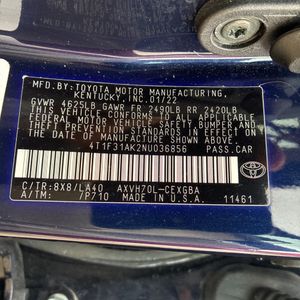 MFD. BY: TOYOTA MOTOR MANUFACTURING,
KENTUCKY, INC. 01/22
GVWR 4625LB GAWR FR 2490LB RR 2420LB
THIS VEHICLE CONFORMS TO ALL APPLICABLE
FEDERAL MOTOR VEHICLE SAFETY, BUMPER,
AND THEFT PREVENTION STANDARDS IN EFFECT
ON THE DATE OF MANUFACTURE SHOWN ABOVE.
4T1F31AK2NU036856 PASS.CAR
TOYOTA
C/TR: 8X8/LA40 AXVH70L-CEXGBA
A/TM: /P710 MADE IN U.S.A. 11461